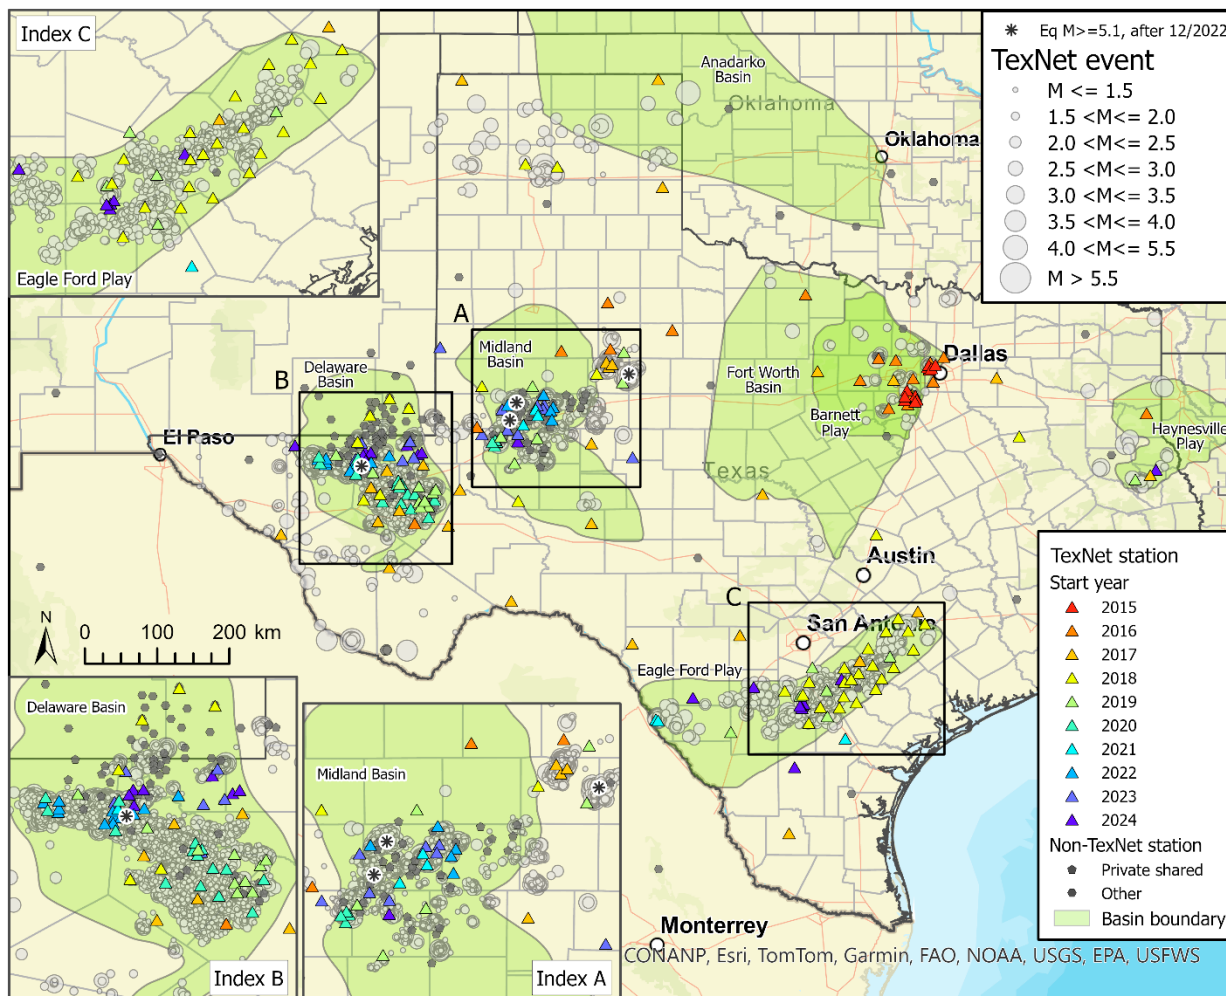 Index C
Eagle Ford Play
Eq M>=5.1, after 12/2022
TexNet event
M <= 1.5
1.5 <M<= 2.0
2.0 <M<= 2.5
2.5 <M<= 3.0
3.0 <M<= 3.5
3.5 <M<= 4.0
4.0 <M<= 5.5
M > 5.5
Anadarko
Basin
Oklahoma
Oklahoma
A
Midland
Basin
B
Delaware
Basin
El Paso
Fort Worth
Basin
Barnett
Play
Dallas
Haynesville
Play
Texas
Austin
C
San Antonio
Eagle Ford Play
N
0 100 200 km
TexNet station
Start year
2015
2016
2017
2018
2019
2020
2021
2022
2023
2024
Non-TexNet station
Private shared
Other
Basin boundary
Delaware Basin
Index B
Midland Basin
Index A
Monterrey
CONANP, Esri, TomTom, Garmin, FAO, NOAA, USGS, EPA, USFWS